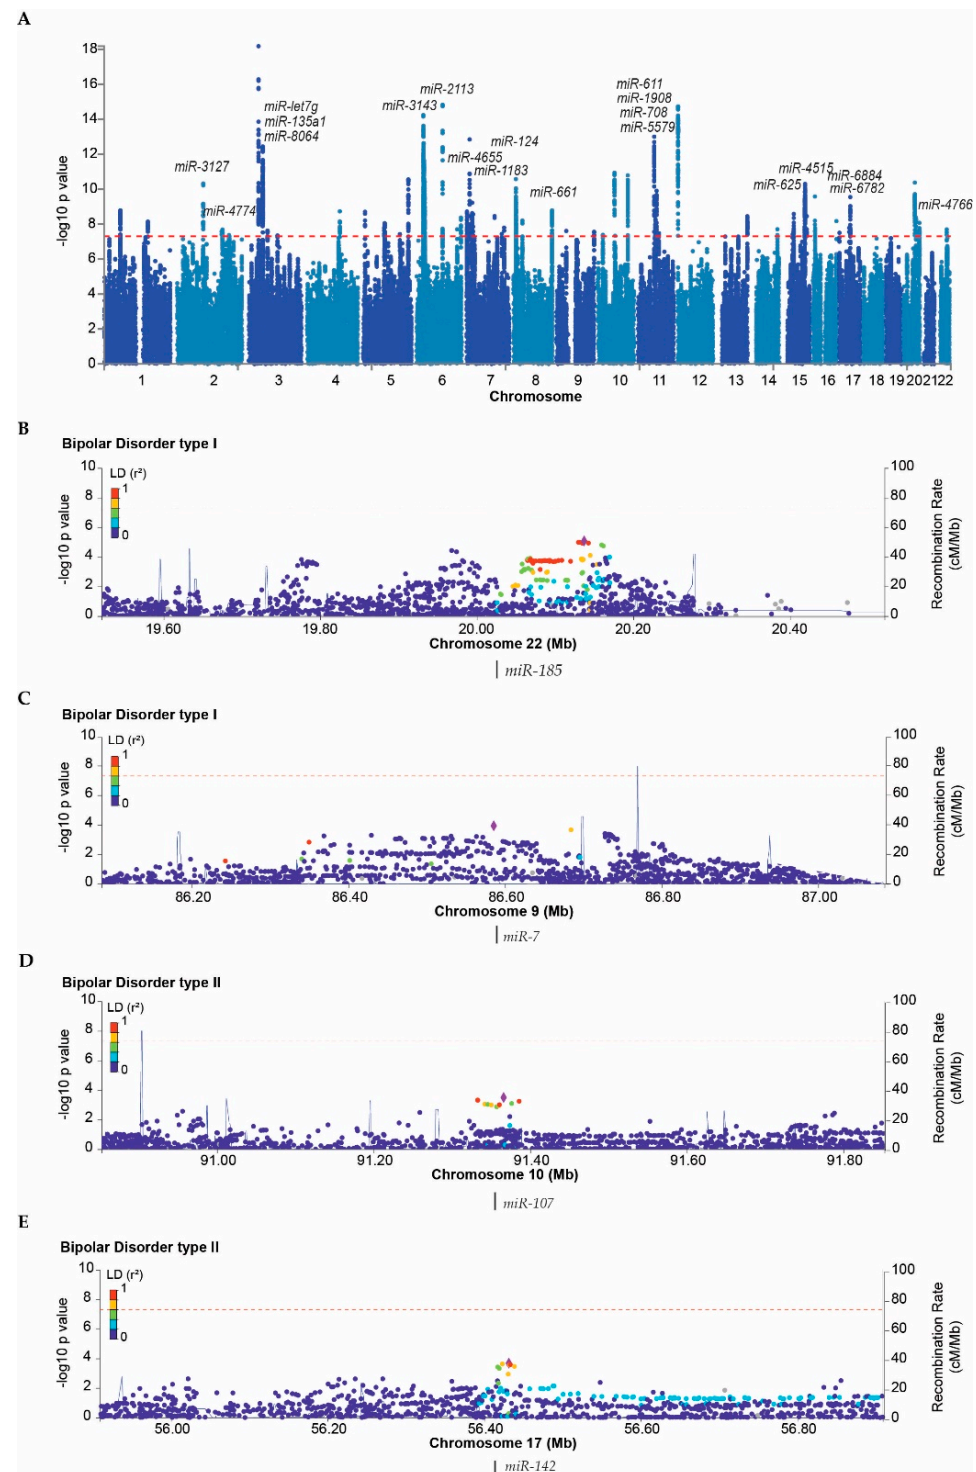 A
-log10 p value
18
16
14
12
10
8
6
4
2
0
miR-3127
miR-4774
miR-let7g
miR-135a1
miR-8064
miR-2113
miR-3143
miR-4655
miR-1183
miR-124
miR-661
miR-611
miR-1908
miR-708
miR-5579
miR-4515
miR-625
miR-6884
miR-6782
miR-4766
1 2 3 4 5 6 7 8 9 10 11 12 13 14 15 16 17 18 19 20 21 22
Chromosome
B
Bipolar Disorder type I
LD (r²)
1
0
-log10 p value
10
8
6
4
2
0
100
80
60
40
20
0
Recombination Rate
(cM/Mb)
19.60 19.80 20.00 20.20 20.40
Chromosome 22 (Mb)
miR-185
C
Bipolar Disorder type I
LD (r²)
1
0
-log10 p value
10
8
6
4
2
0
100
80
60
40
20
0
Recombination Rate
(cM/Mb)
86.20 86.40 86.60 86.80 87.00
Chromosome 9 (Mb)
miR-7
D
Bipolar Disorder type II
LD (r²)
1
0
-log10 p value
10
8
6
4
2
0
100
80
60
40
20
0
Recombination Rate
(cM/Mb)
91.00 91.20 91.40 91.60 91.80
Chromosome 10 (Mb)
miR-107
E
Bipolar Disorder type II
LD (r²)
1
0
-log10 p value
10
8
6
4
2
0
100
80
60
40
20
0
Recombination Rate
(cM/Mb)
56.00 56.20 56.40 56.60 56.80
Chromosome 17 (Mb)
miR-142